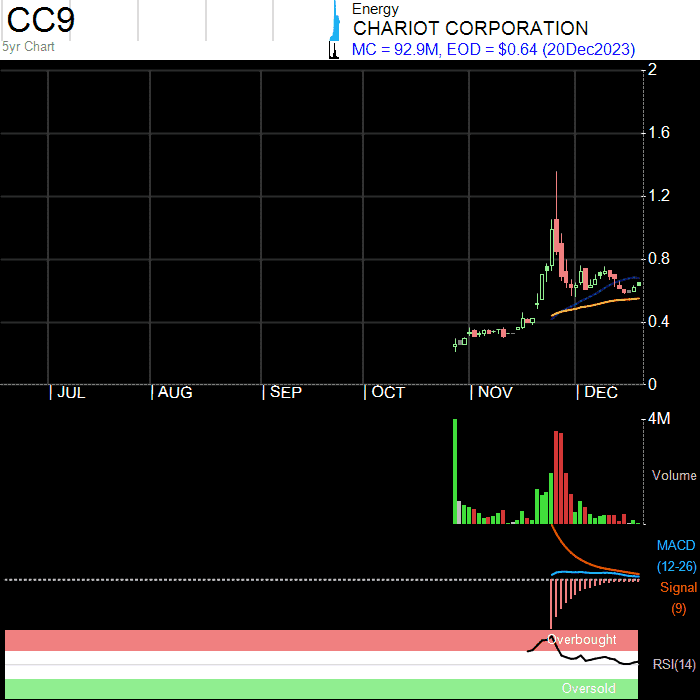 CC9
5yr Chart
Energy
CHARIOT CORPORATION
MC = 92.9M, EOD = $0.64 (20Dec2023)
2
1.6
1.2
0.8
0.4
0
JUL
AUG
SEP
OCT
NOV
DEC
4M
Volume
MACD
(12-26)
Signal
(9)
Overbought
RSI(14)
Oversold